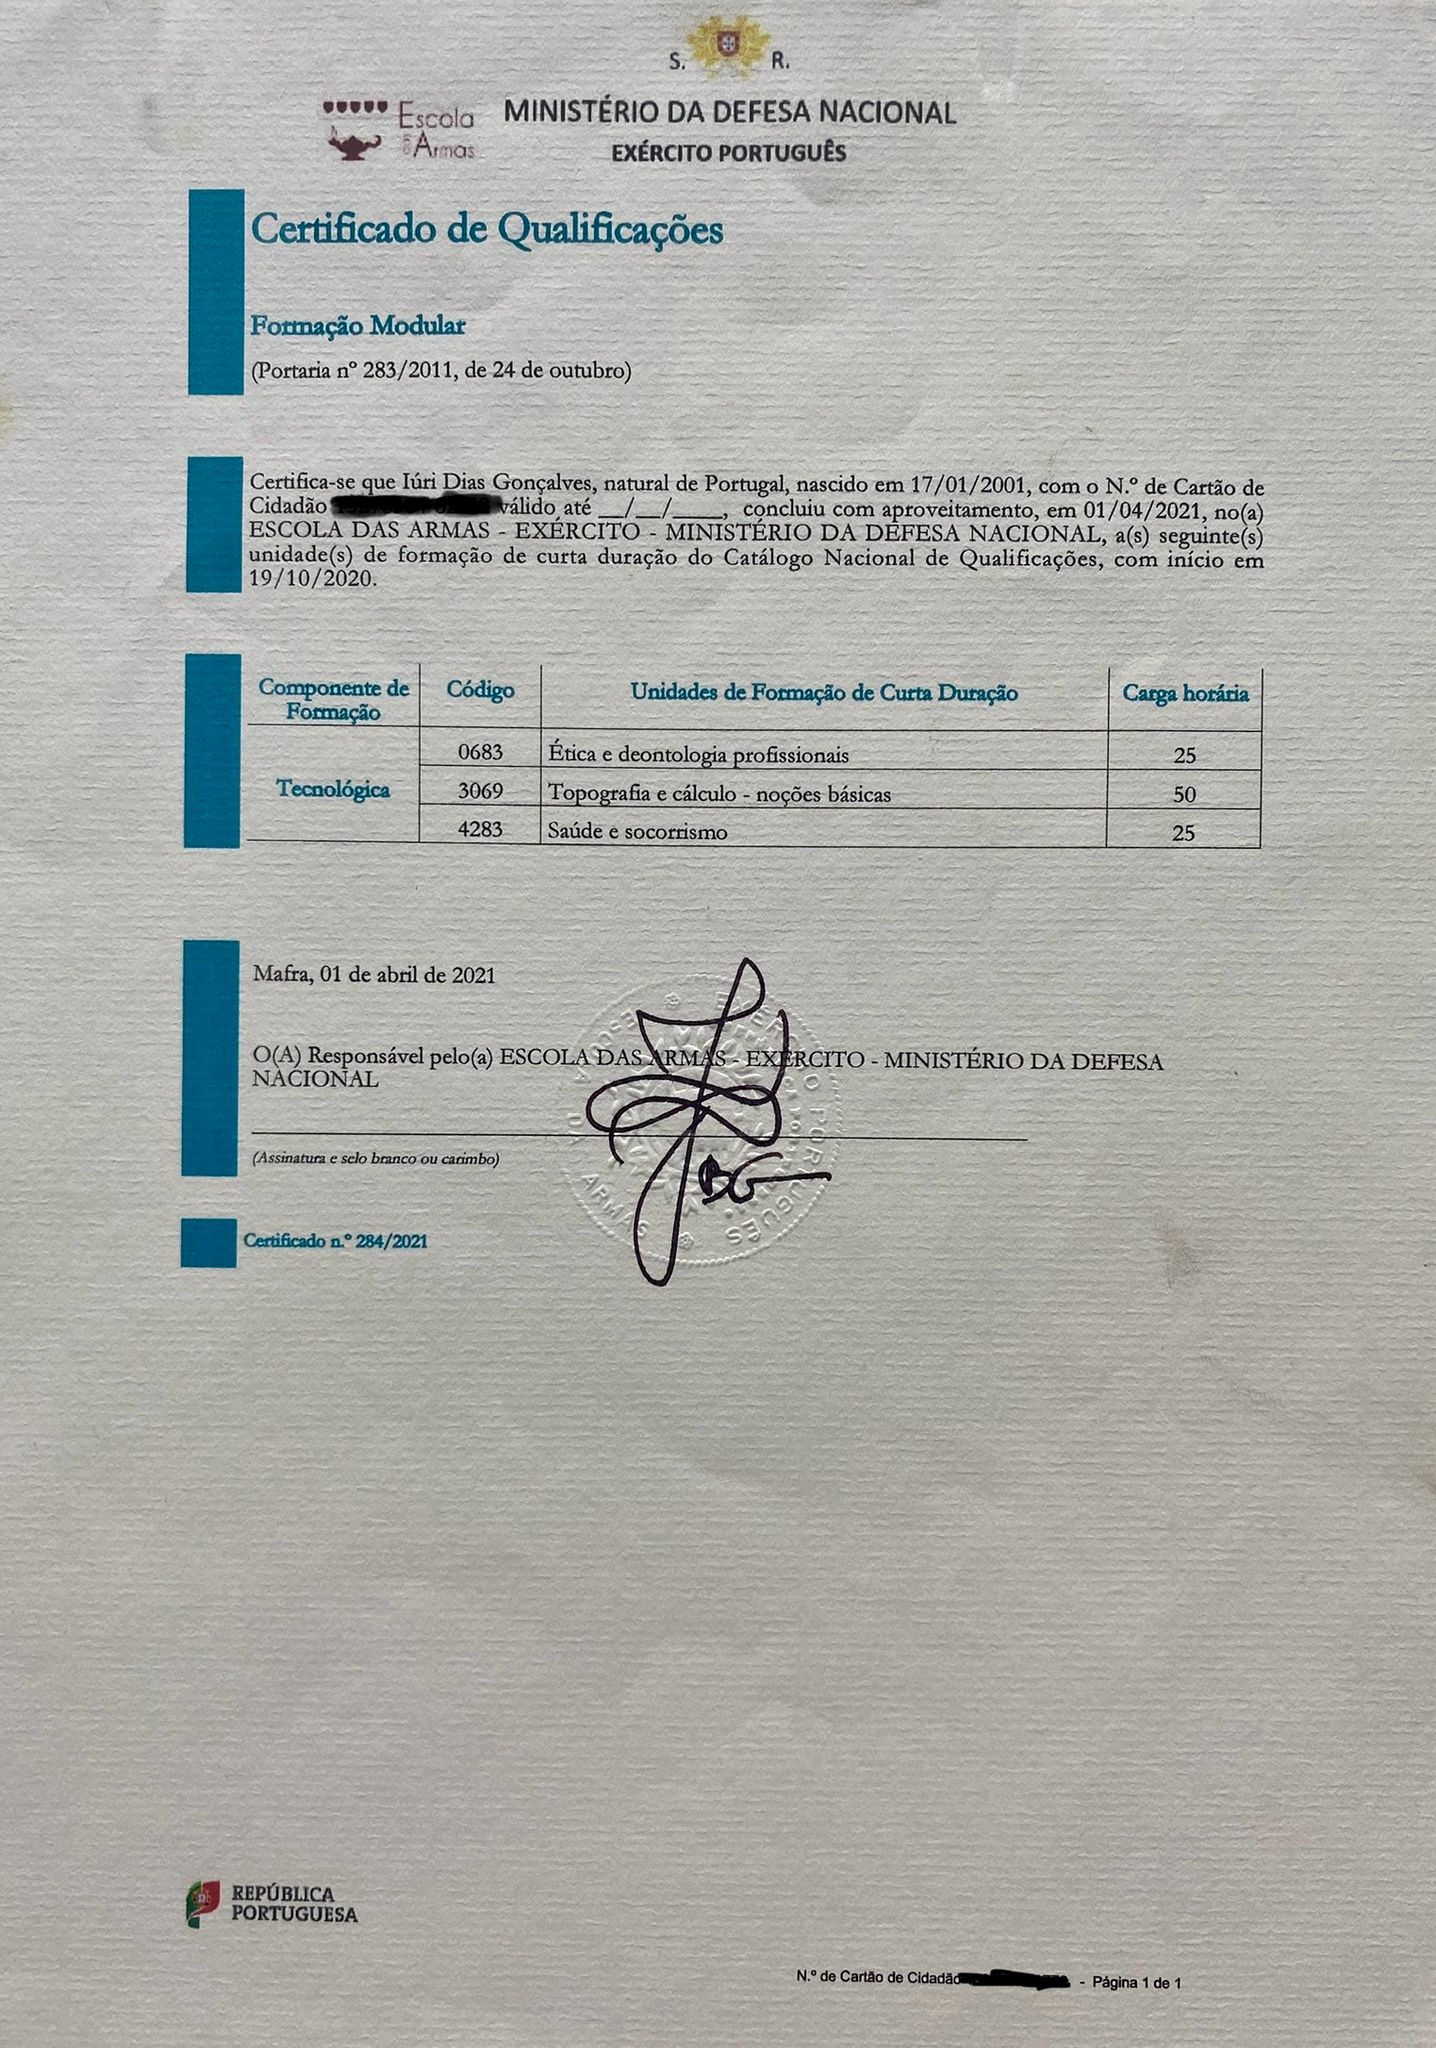 S. R.
Escola
das Armas
MINISTÉRIO DA DEFESA NACIONAL
EXÉRCITO PORTUGUÊS
Certificado de Qualificações
Formação Modular
(Portaria nº 283/2011, de 24 de outubro)
Certifica-se que Iúri Dias Gonçalves, natural de Portugal, nascido em 17/01/2001, com o N.º de Cartão de
Cidadão válido até __/__/____, concluiu com aproveitamento, em 01/04/2021, no(a)
ESCOLA DAS ARMAS - EXÉRCITO - MINISTÉRIO DA DEFESA NACIONAL, a(s) seguinte(s)
unidade(s) de formação de curta duração do Catálogo Nacional de Qualificações, com início em
19/10/2020.
Componente de Formação Código Unidades de Formação de Curta Duração Carga horária
Tecnológica
0683 Ética e deontologia profissionais 25
3069 Topografia e cálculo - noções básicas 50
4283 Saúde e socorrismo 25
Mafra, 01 de abril de 2021
O(A) Responsável pelo(a) ESCOLA DAS ARMAS - EXÉRCITO - MINISTÉRIO DA DEFESA
NACIONAL
(Assinatura e selo branco ou carimbo)
BG
EXÉRCITO PORTUGUÊS
ESCOLA DAS ARMAS
Certificado n.º 284/2021
REPÚBLICA
PORTUGUESA
N.º de Cartão de Cidadão - Página 1 de 1